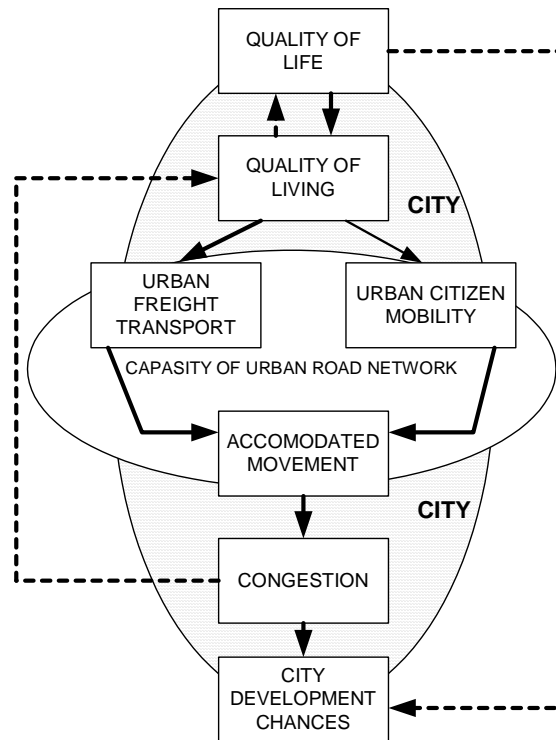 QUALITY OF
LIFE
QUALITY OF
LIVING
CITY
URBAN
FREIGHT
TRANSPORT
URBAN CITIZEN
MOBILITY
CAPASITY OF URBAN ROAD NETWORK
ACCOMODATED
MOVEMENT
CITY
CONGESTION
CITY
DEVELOPMENT
CHANCES